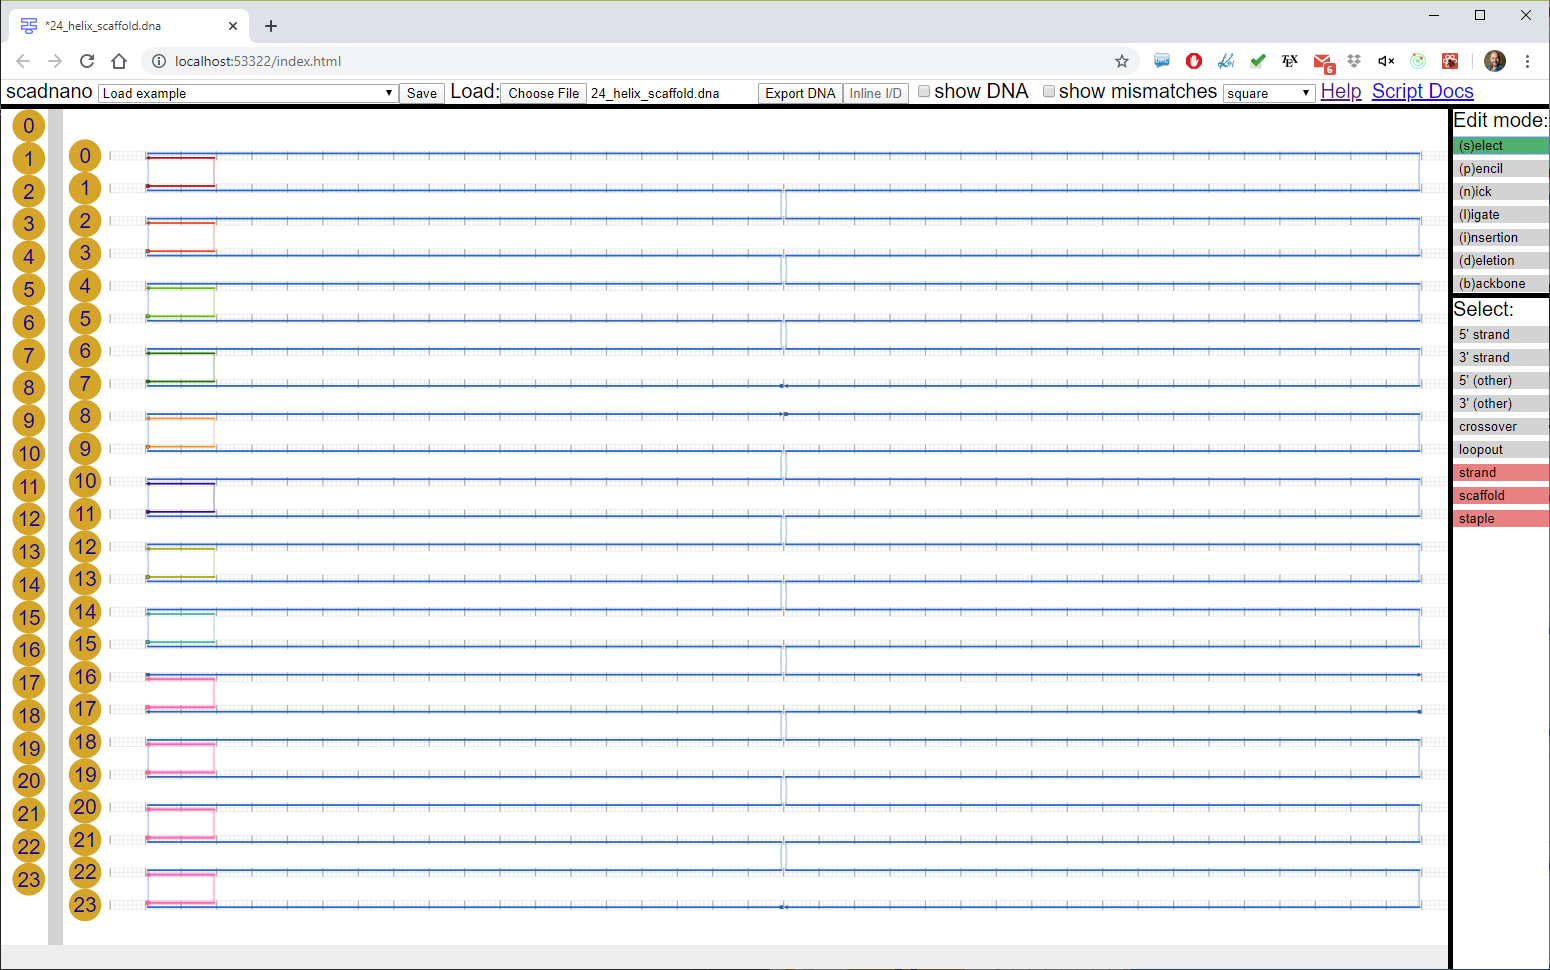 *24_helix_scaffold.dna
localhost:53322/index.html
6
scadnano Load example Save Load: Choose File 24_helix_scaffold.dna Export DNA Inline I/D show DNA show mismatches square Help Script Docs
0
1
2
3
4
5
6
7
8
9
10
11
12
13
14
15
16
17
18
19
20
21
22
23
0
1
2
3
4
5
6
7
8
9
10
11
12
13
14
15
16
17
18
19
20
21
22
23
Edit mode:
(s)elect
(p)encil
(n)ick
(l)igate
(i)nsertion
(d)eletion
(b)ackbone
Select:
5' strand
3' strand
5' (other)
3' (other)
crossover
loopout
strand
scaffold
staple